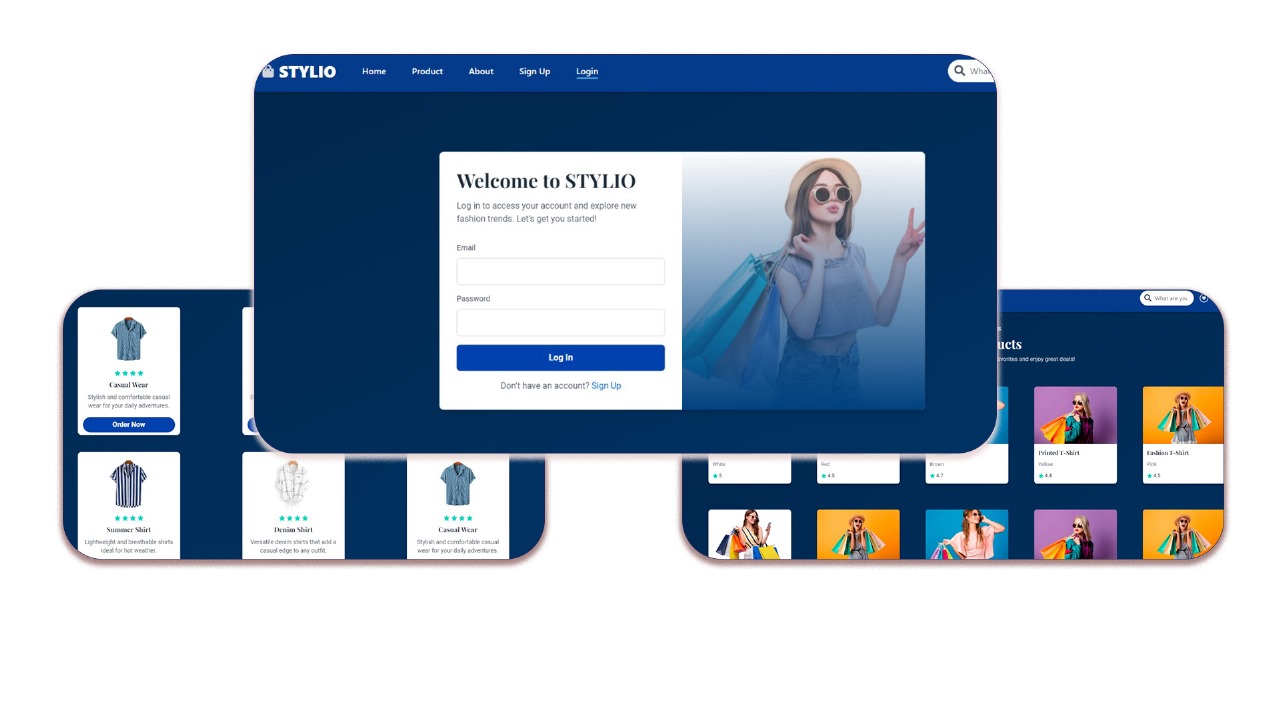 STYLIO
Home
Product
About
Sign Up
Login
Welcome to STYLIO
Log in to access your account and explore new
fashion trends. Let's get you started!
Email
Password
Log In
Don't have an account? Sign Up
Casual Wear
Stylish and comfortable casual
wear for your daily adventures.
Order Now
Summer Shirt
Lightweight and breathable shirts
ideal for hot weather.
Denim Shirt
Versatile denim shirts that add a
casual edge to any outfit.
Casual Wear
Stylish and comfortable casual
wear for your daily adventures.
What are you
ucts
avorites and enjoy great deals!
White
5
Red
4.5
Brown
4.7
Printed T-Shirt
Yellow
4.4
Fashion T-Shirt
Pink
4.5